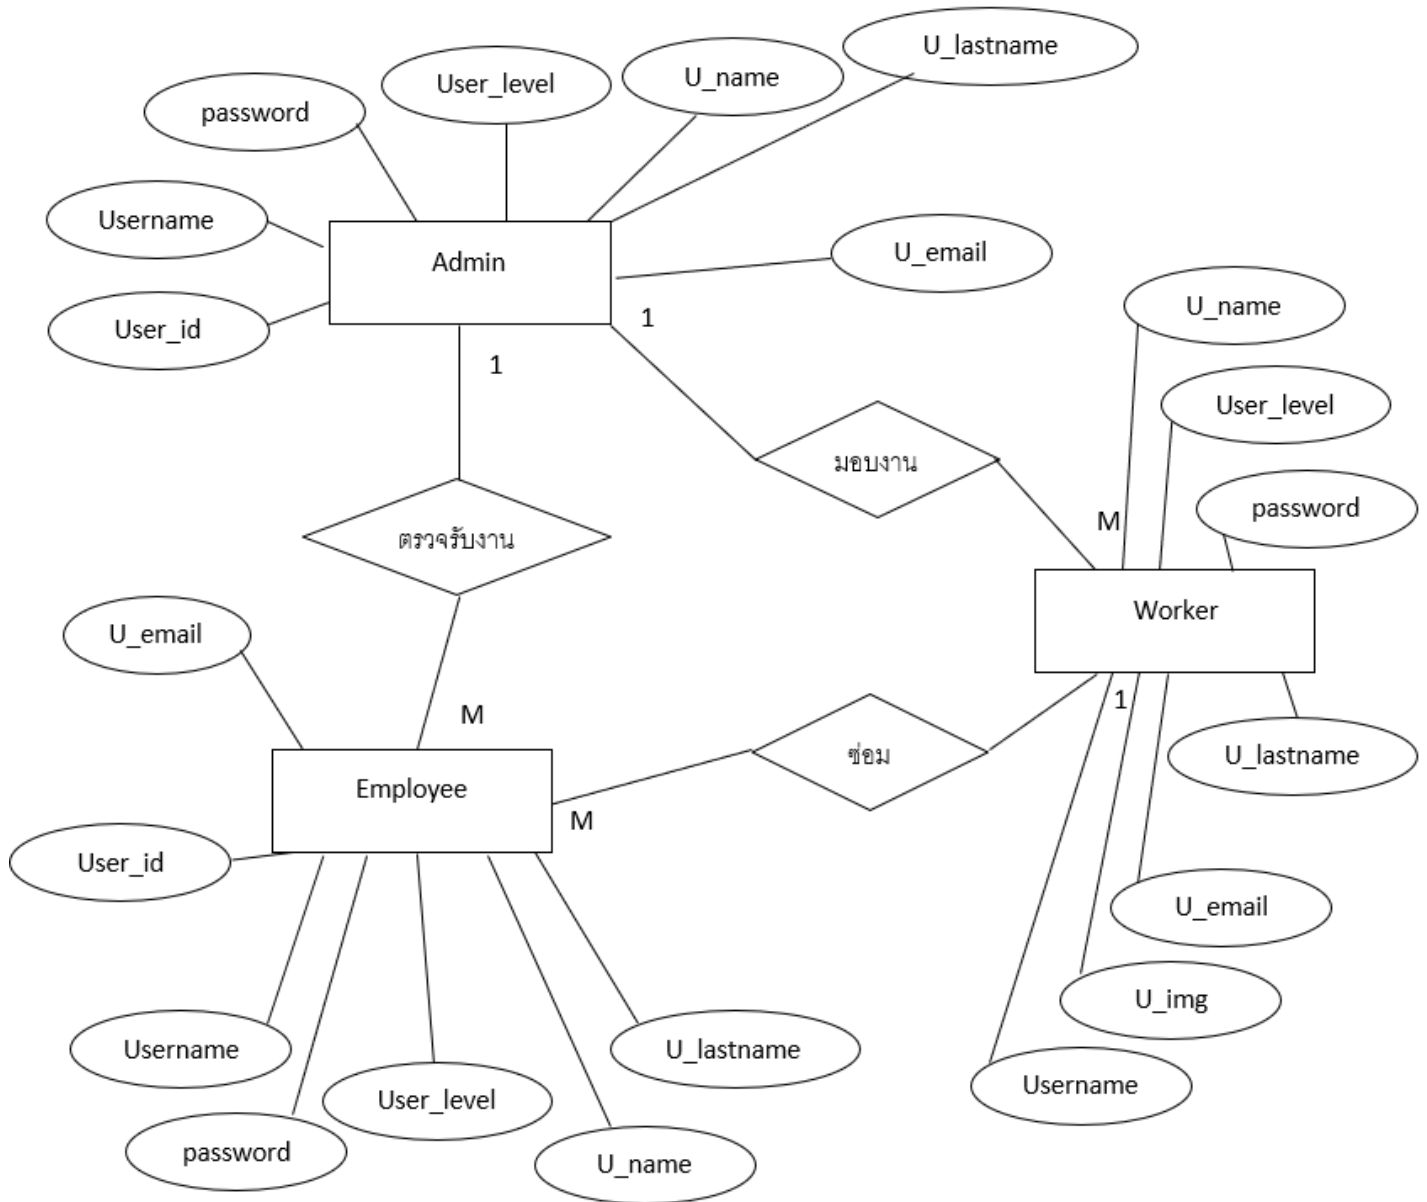 U_lastname
User_level
U_name
password
Username
Admin
U_email
User_id
1
1
U_name
User_level
มอบงาน
password
M
ตรวจรับงาน
Worker
U_email
M
1
ซ่อม
U_lastname
Employee
M
User_id
U_email
U_img
Username
U_lastname
Username
User_level
password
U_name